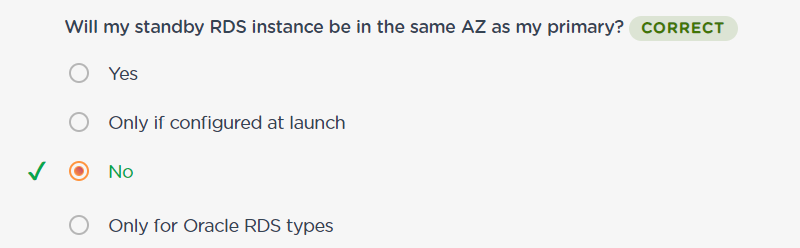 Will my standby RDS instance be in the same AZ as my primary? CORRECT
Yes
Only if configured at launch
No
Only for Oracle RDS types